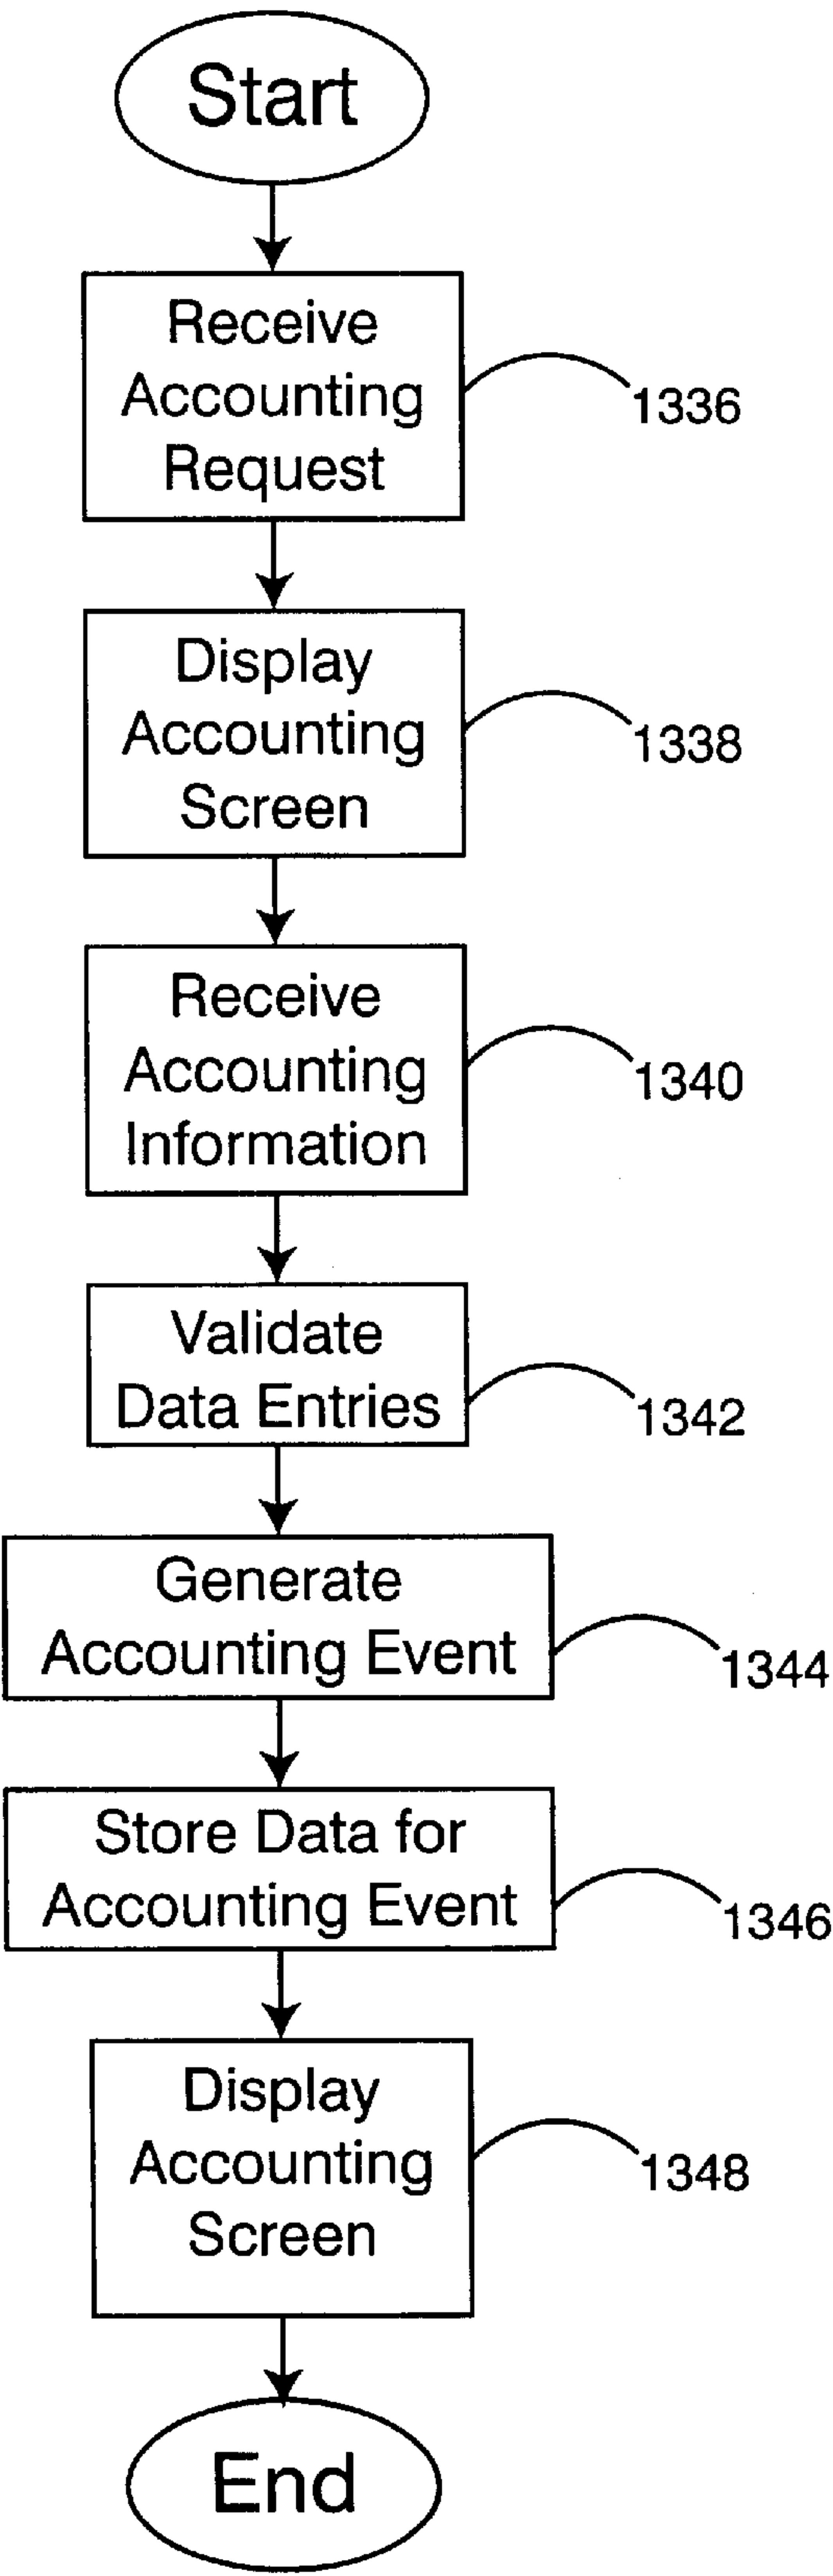 Start
Receive
Accounting
Request
1336
Display
Accounting
Screen
1338
Receive
Accounting
Information
1340
Validate
Data Entries
1342
Generate
Accounting Event
1344
Store Data for
Accounting Event
1346
Display
Accounting
Screen
1348
End